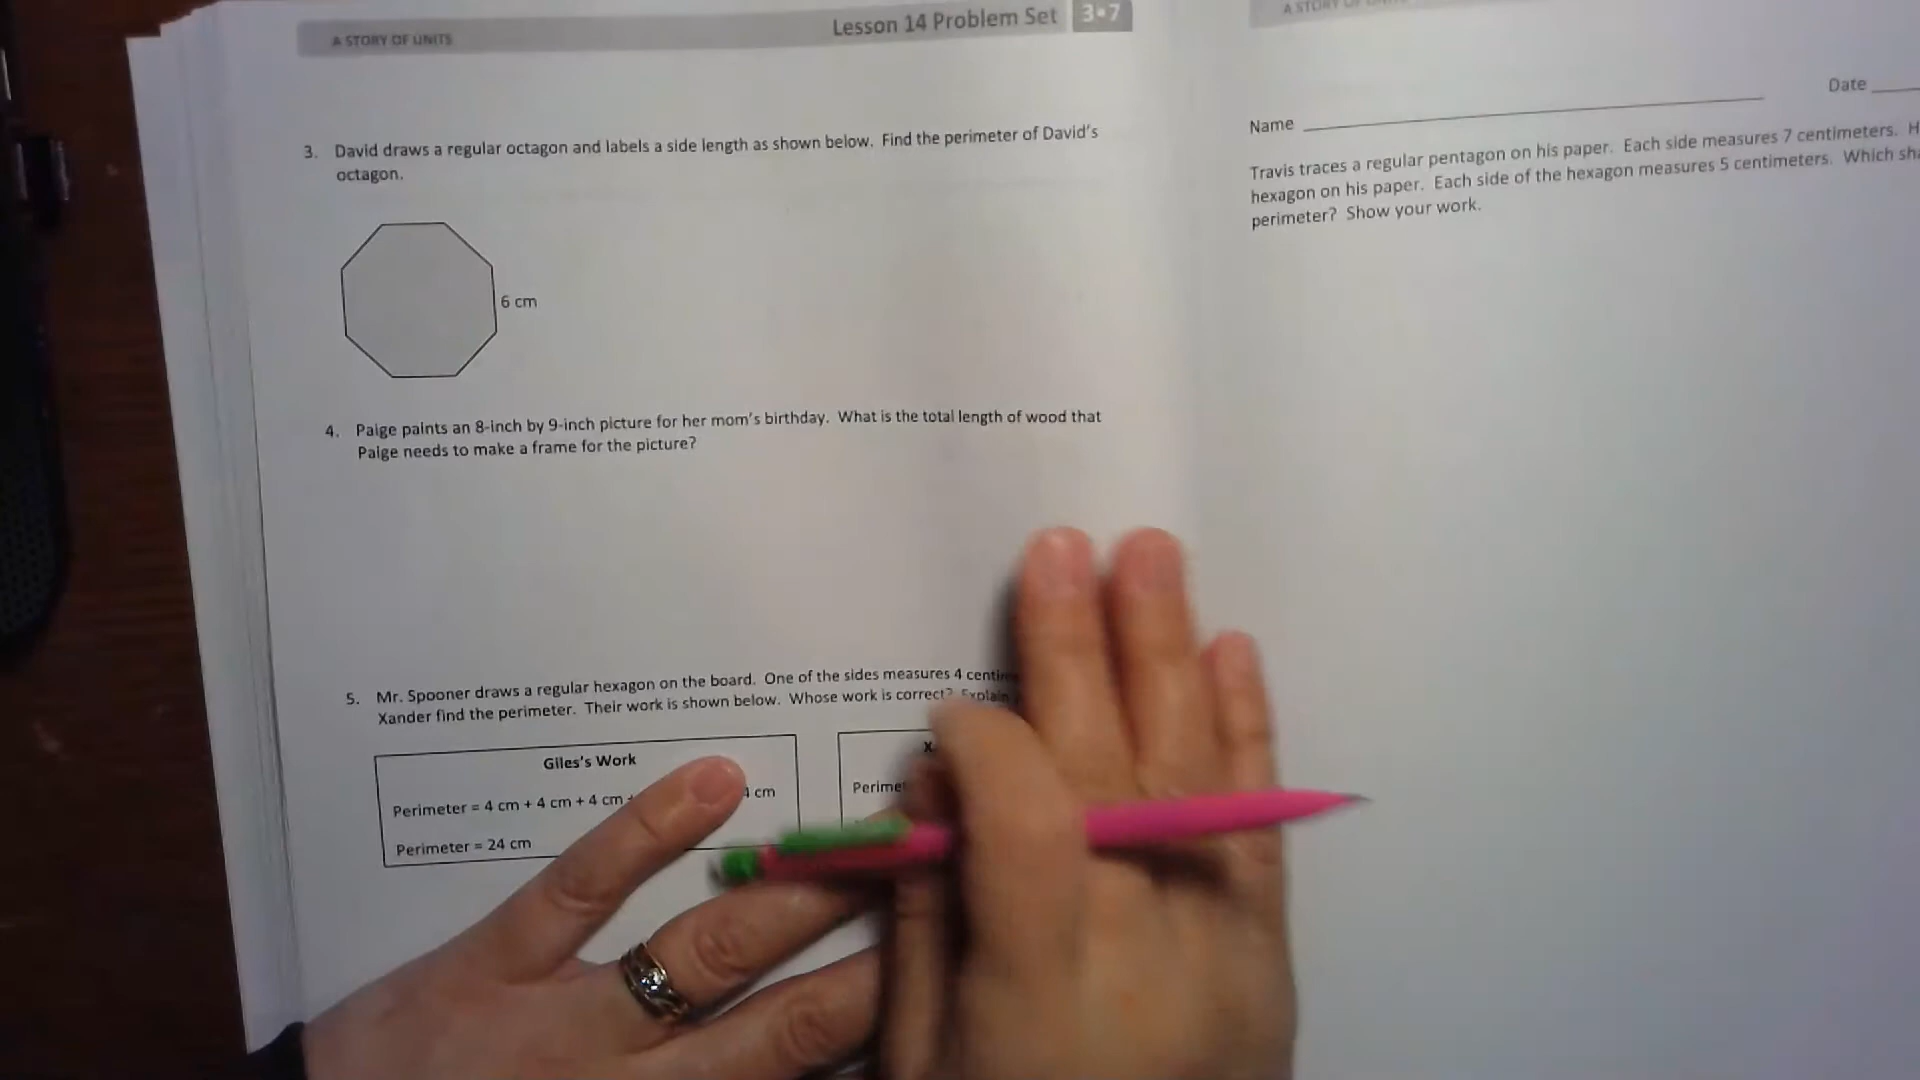 A STORY OF UNITS
Lesson 14 Problem Set 3•7
3. David draws a regular octagon and labels a side length as shown below. Find the perimeter of David's
octagon.
6 cm
4. Paige paints an 8-inch by 9-inch picture for her mom's birthday. What is the total length of wood that
Paige needs to make a frame for the picture?
5. Mr. Spooner draws a regular hexagon on the board. One of the sides measures 4
Xander find the perimeter. Their work is shown below. Whose work is correct? Explain
Giles's Work
Perimeter = 4 cm + 4 cm + 4 cm + cm
Perimeter = 24 cm
A STORY OF
Name
Date
Travis traces a regular pentagon on his paper. Each side measures 7 centimeters.
hexagon on his paper. Each side of the hexagon measures 5 centimeters. Which
perimeter? Show your work.